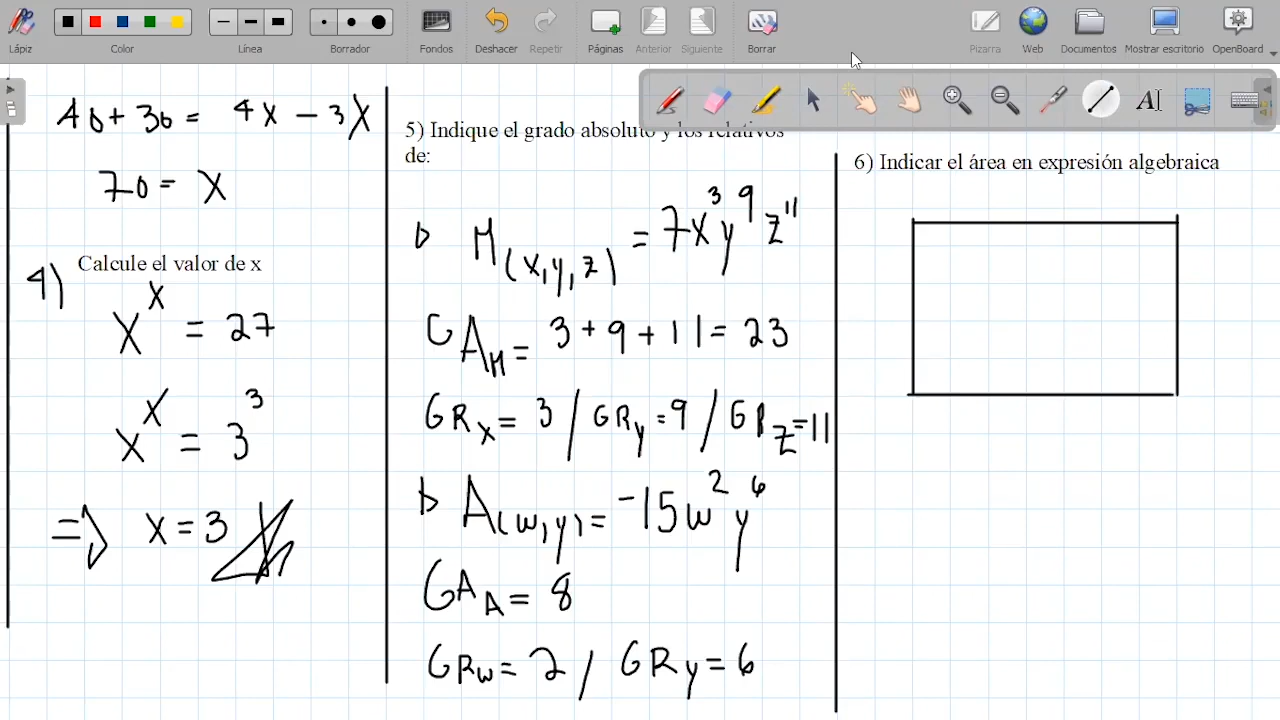 Lápiz Color Línea Borrador Fondos Deshacer Repetir Páginas Anterior Siguiente Borrar Pizarra Web Documentos Mostrar escritorio OpenBoard
4b+3b= 4x - 3x
7b = x
4) Calcule el valor de x
x^x = 27
x^x = 3^3
=> x = 3
5) Indique el grado absoluto y los relativos
de:
M(x,y,z) = 7x^3 y^9 z^11
GA_M = 3 + 9 + 11 = 23
GR_x = 3 / GR_y = 9 / GR_z = 11
A(w,y) = -15w^2 y^6
GA_A = 8
GR_w = 2 / GR_y = 6
6) Indicar el área en expresión algebraica